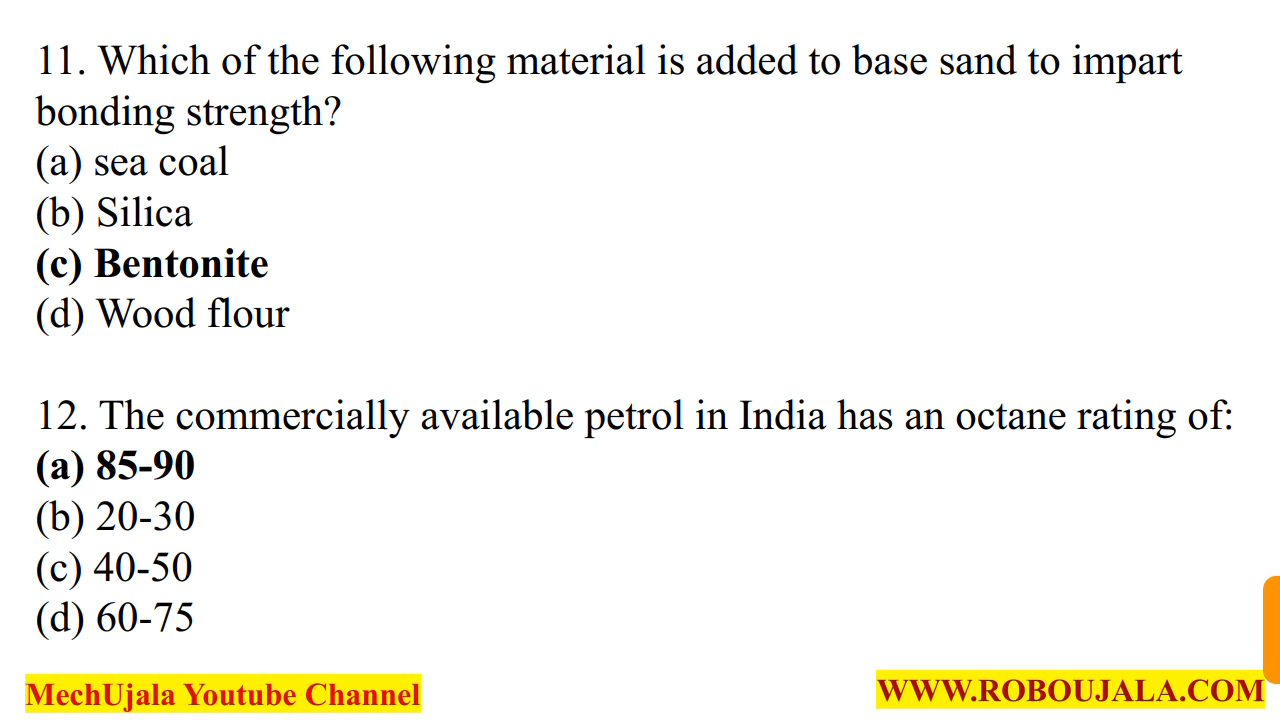 11. Which of the following material is added to base sand to impart
bonding strength?
(a) sea coal
(b) Silica
(c) Bentonite
(d) Wood flour
12. The commercially available petrol in India has an octane rating of:
(a) 85-90
(b) 20-30
(c) 40-50
(d) 60-75
MechUjala Youtube Channel
WWW.ROBOUJALA.COM